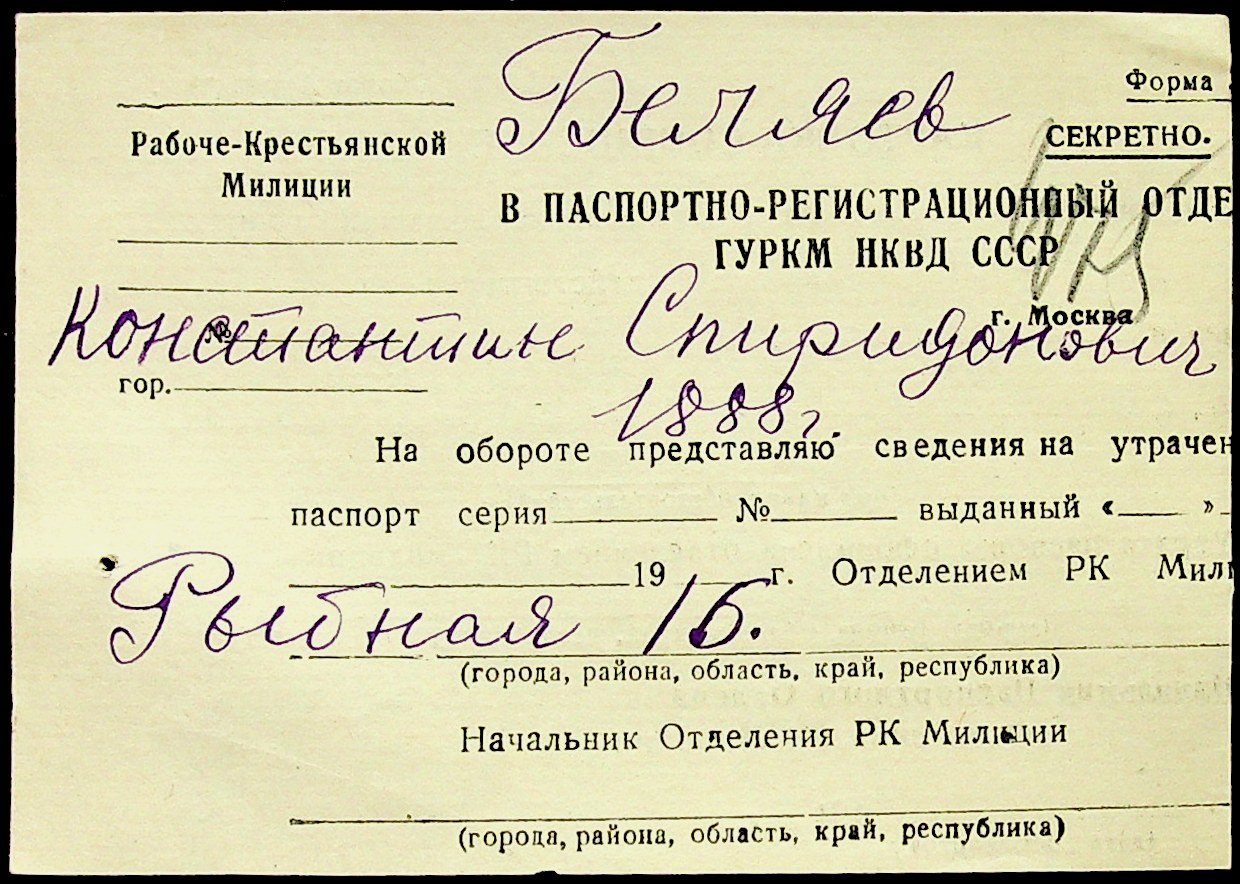 Беляев
Форма
Рабоче-Крестьянской
Милиции
СЕКРЕТНО.
В ПАСПОРТНО-РЕГИСТРАЦИОННЫЙ ОТДЕ
ГУРКМ НКВД СССР
г. Москва
№
Константин Спиридонович
гор.
1888 г.
На обороте представляю сведения на утрачен
паспорт серия № выданный « »
19 г. Отделением РК Мили
Рыбная 16.
(города, района, область, край, республика)
Начальник Отделения РК Милиции
(города, района, область, край, республика)